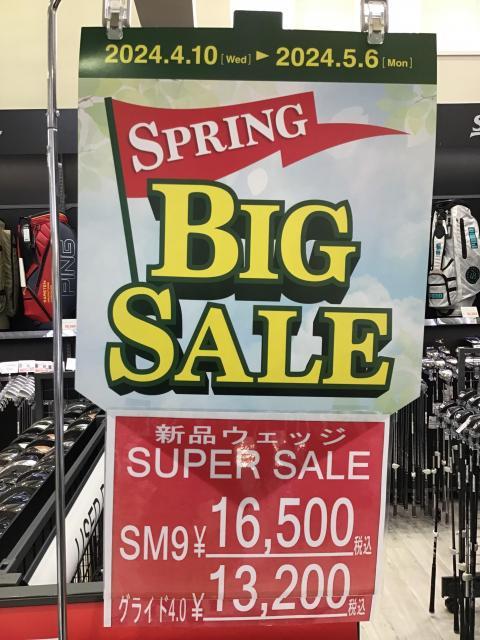 2024.4.10 [Wed] ► 2024.5.6 [Mon]
SPRING
BIG
SALE
PING
新品ウェッジ
SUPER SALE
SM9 ¥16,500 税込
グライド4.0 ¥13,200 税込